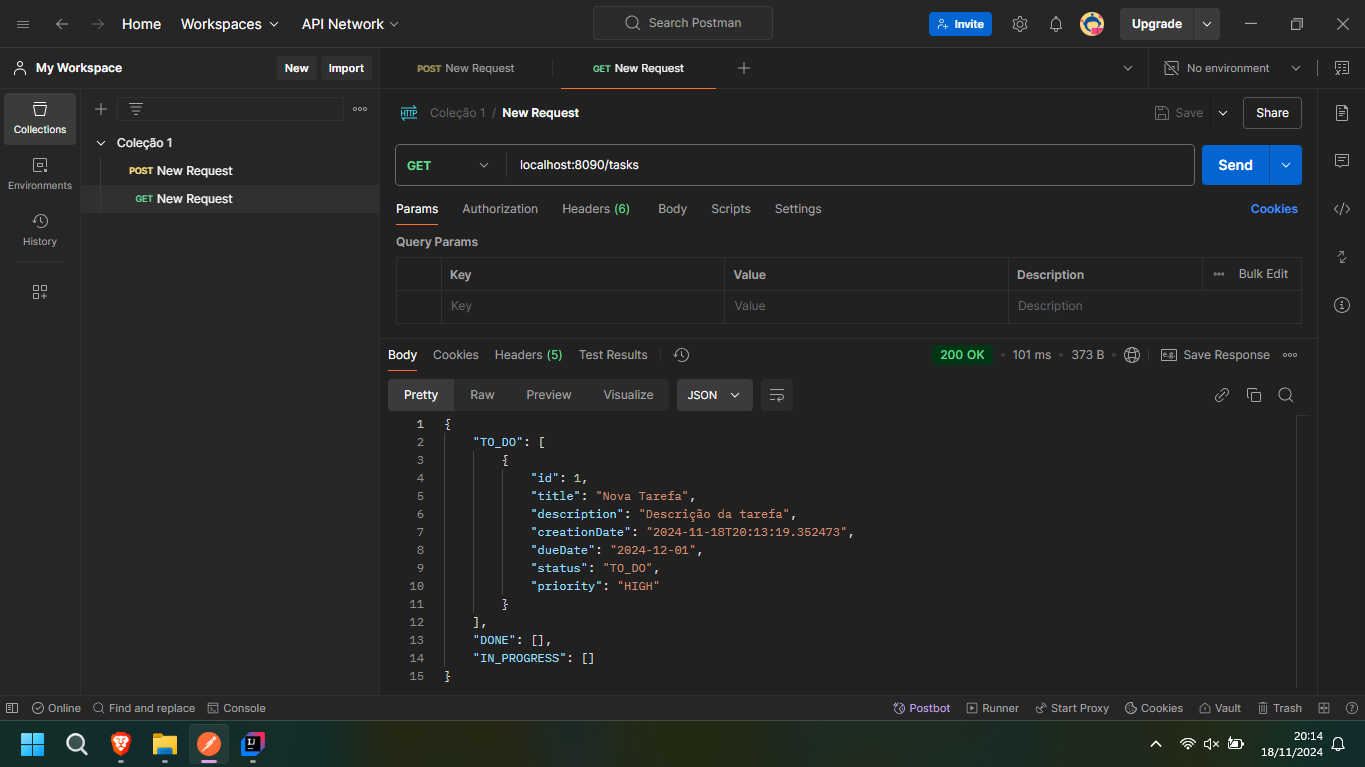 Home Workspaces API Network Search Postman Invite Upgrade
My Workspace New Import POST New Request GET New Request No environment
Collections
Environments
History
Coleção 1
POST New Request
GET New Request
HTTP Coleção 1 / New Request Save Share
GET localhost:8090/tasks Send
Params Authorization Headers (6) Body Scripts Settings Cookies
Query Params
Key Value Description Bulk Edit
Key Value Description
Body Cookies Headers (5) Test Results 200 OK 101 ms 373 B e.g. Save Response
Pretty Raw Preview Visualize JSON
1 {
2 "TO_DO": [
3 {
4 "id": 1,
5 "title": "Nova Tarefa",
6 "description": "Descrição da tarefa",
7 "creationDate": "2024-11-18T20:13:19.352473",
8 "dueDate": "2024-12-01",
9 "status": "TO_DO",
10 "priority": "HIGH"
11 }
12 ],
13 "DONE": [],
14 "IN_PROGRESS": []
15 }
Online Find and replace Console Postbot Runner Start Proxy Cookies Vault Trash
IJ
20:14
18/11/2024